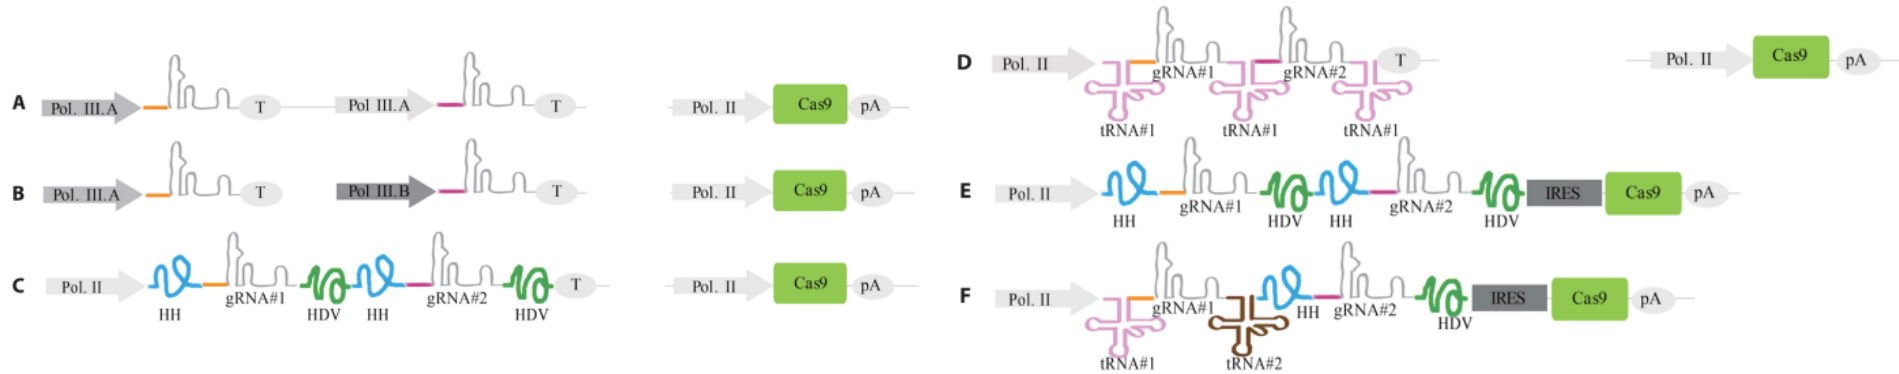 A Pol. III.A T Pol III.A T Pol. II Cas9 pA
B Pol. III.A T Pol III.B T Pol. II Cas9 pA
C Pol. II gRNA#1 gRNA#2 T Pol. II Cas9 pA
HH HDV HH HDV
D Pol. II gRNA#1 gRNA#2 T Pol. II Cas9 pA
tRNA#1 tRNA#1 tRNA#1
E Pol. II gRNA#1 gRNA#2 IRES Cas9 pA
HH HDV HH HDV
F Pol. II gRNA#1 HH gRNA#2 IRES Cas9 pA
HDV
tRNA#1 tRNA#2